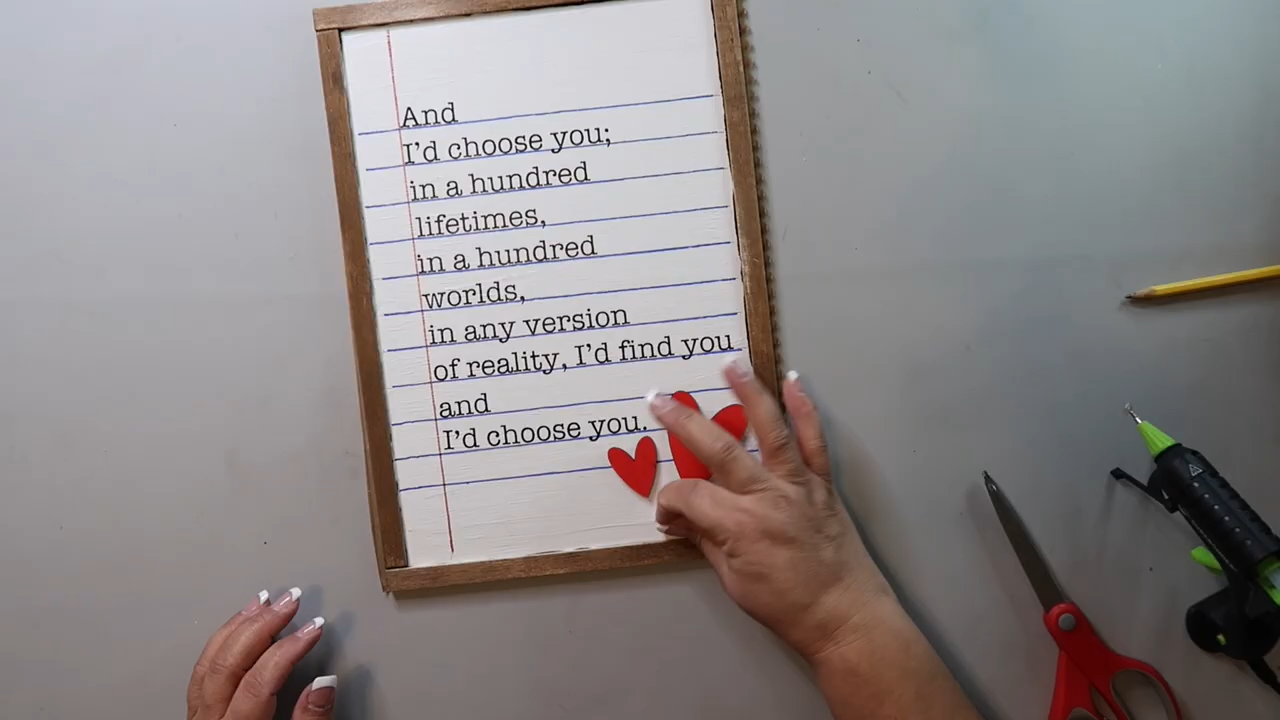 And
I'd choose you;
in a hundred
lifetimes,
in a hundred
worlds,
in any version
of reality, I'd find you
and
I'd choose you.